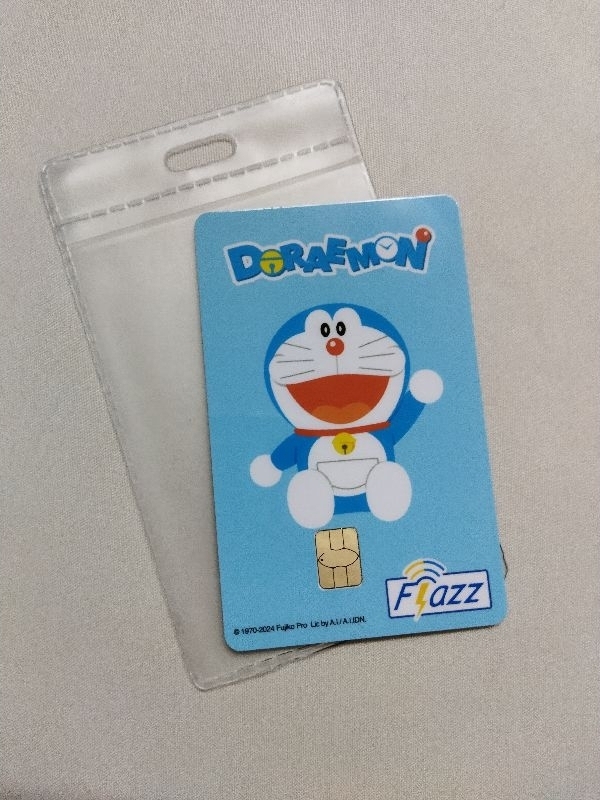 DORAEMON
Flazz
© 1970-2024 Fujiko Pro Lic by A.I./A.I.IDN.